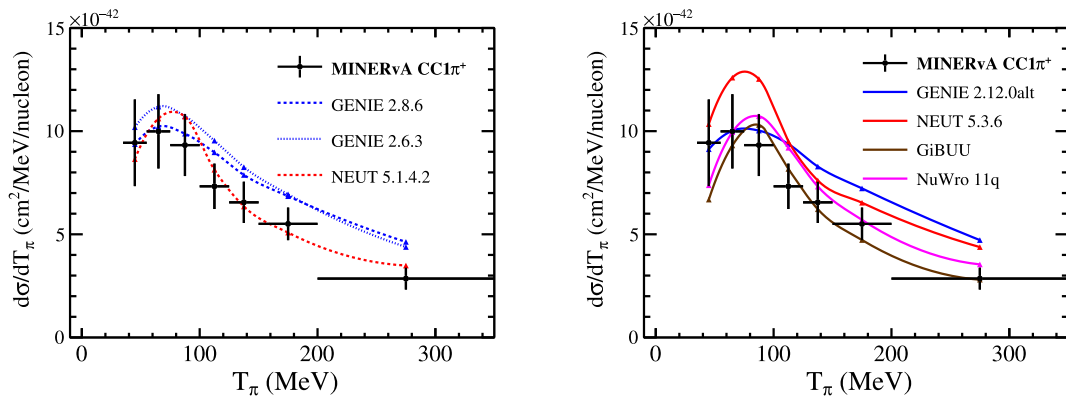 ×10⁻⁴²
15
10
5
0
dσ/dT_π (cm²/MeV/nucleon)
MINERvA CC1π⁺
GENIE 2.8.6
GENIE 2.6.3
NEUT 5.1.4.2
0 100 200 300
T_π (MeV)
×10⁻⁴²
15
10
5
0
dσ/dT_π (cm²/MeV/nucleon)
MINERvA CC1π⁺
GENIE 2.12.0alt
NEUT 5.3.6
GiBUU
NuWro 11q
0 100 200 300
T_π (MeV)